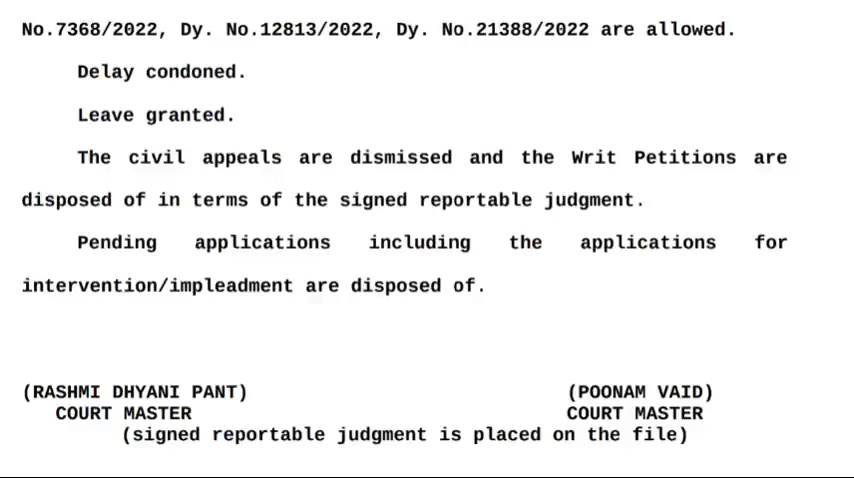 No.7368/2022, Dy. No.12813/2022, Dy. No.21388/2022 are allowed.
Delay condoned.
Leave granted.
The civil appeals are dismissed and the Writ Petitions are
disposed of in terms of the signed reportable judgment.
Pending applications including the applications for
intervention/impleadment are disposed of.
(RASHMI DHYANI PANT) (POONAM VAID)
COURT MASTER COURT MASTER
(signed reportable judgment is placed on the file)